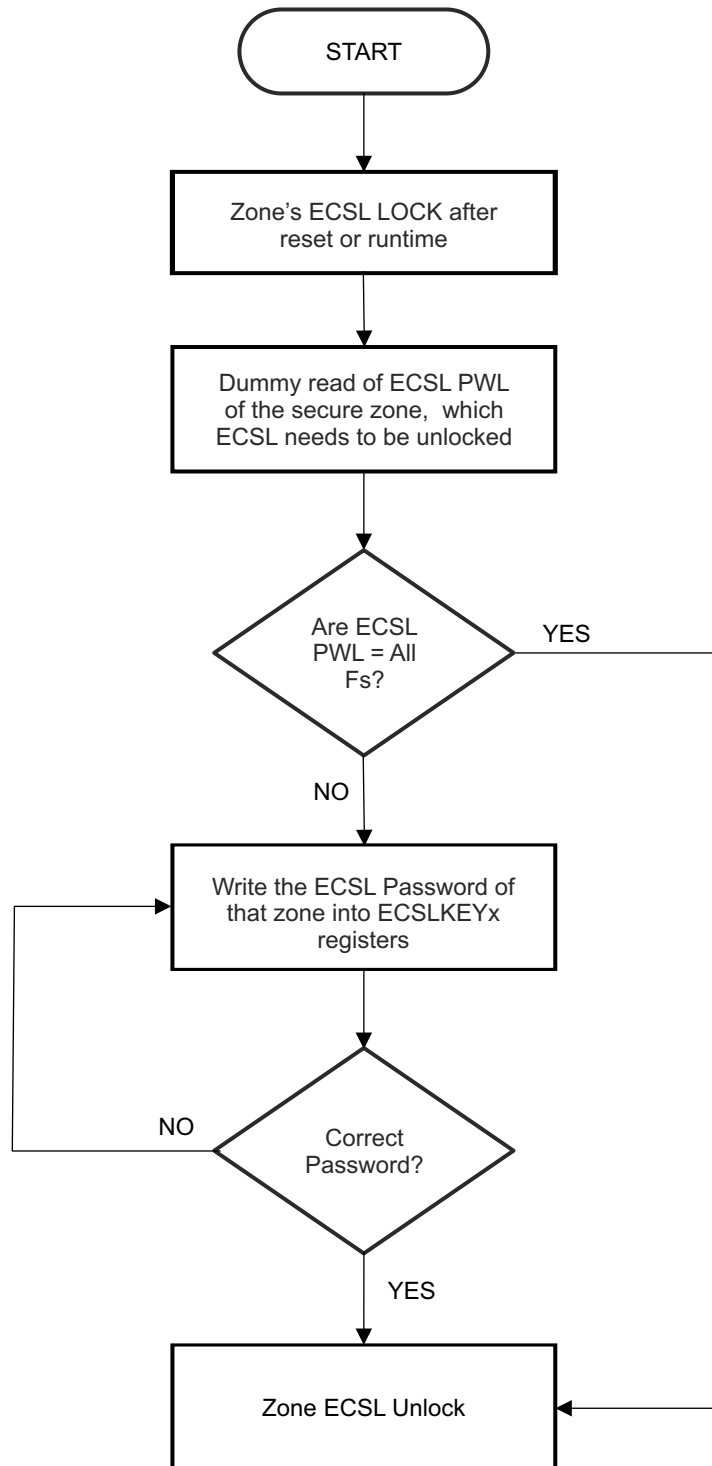 START
Zone's ECSL LOCK after
reset or runtime
Dummy read of ECSL PWL
of the secure zone, which
ECSL needs to be unlocked
Are ECSL
PWL = All
Fs?
YES
NO
Write the ECSL Password of
that zone into ECSLKEYx
registers
NO
Correct
Password?
YES
Zone ECSL Unlock